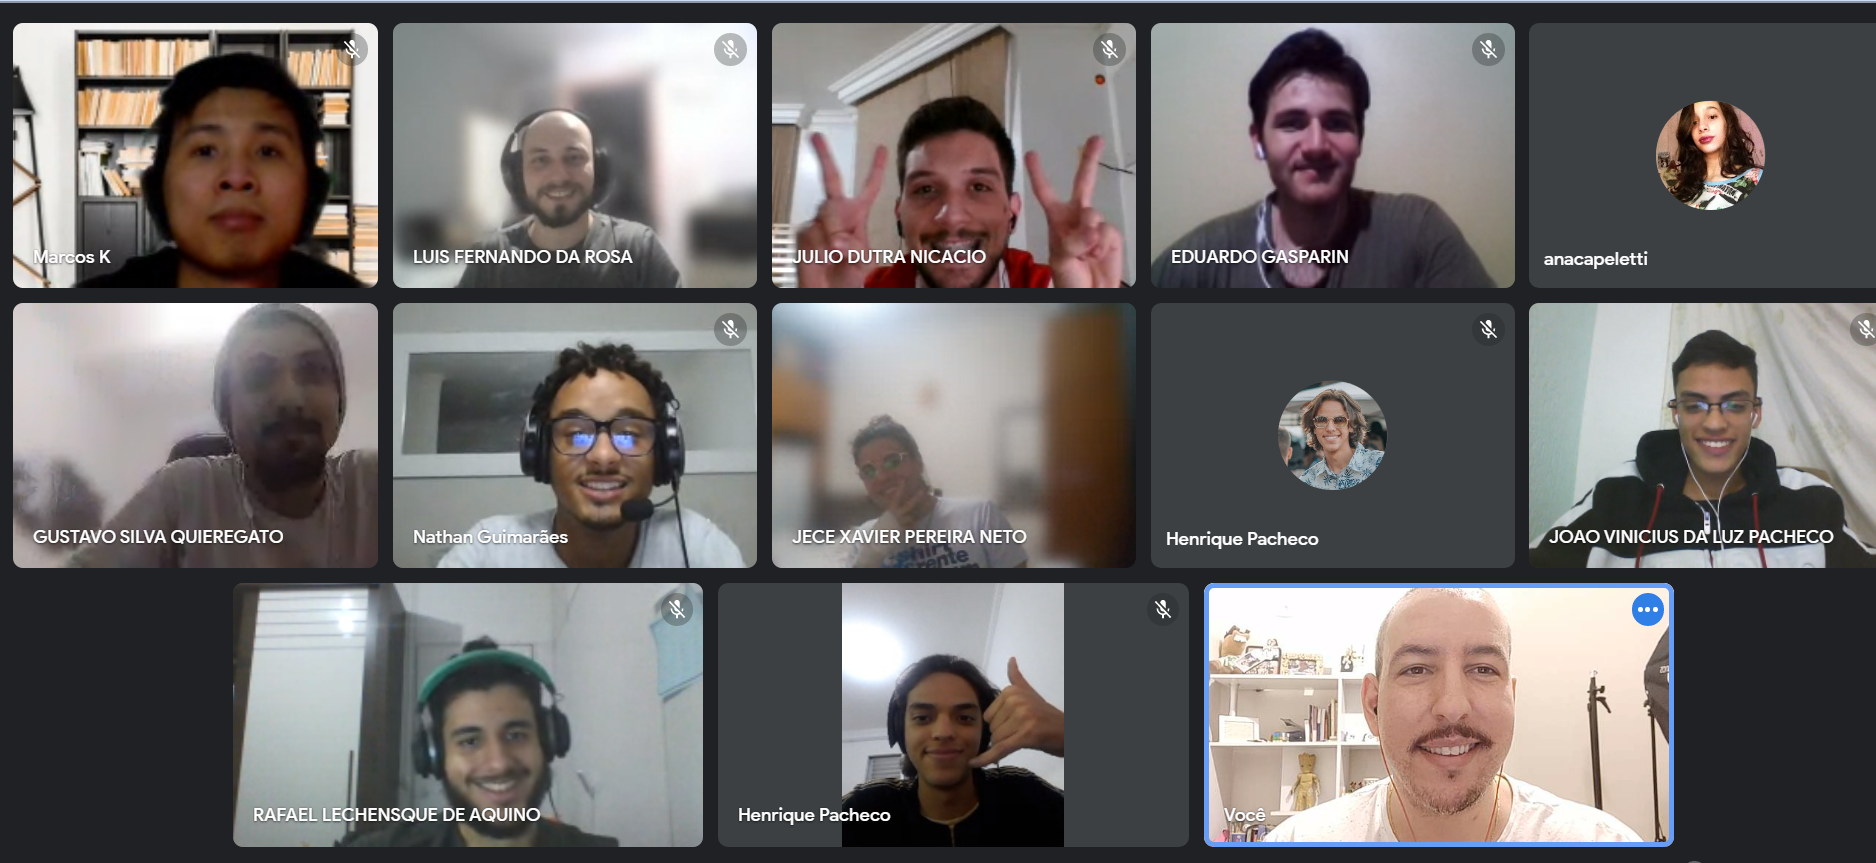 Marcos K
LUIS FERNANDO DA ROSA
JULIO DUTRA NICACIO
EDUARDO GASPARIN
anacapeletti
GUSTAVO SILVA QUIEREGATO
Nathan Guimarães
JECE XAVIER PEREIRA NETO
Henrique Pacheco
JOAO VINICIUS DA LUZ PACHECO
RAFAEL LECHENSQUE DE AQUINO
Henrique Pacheco
Você